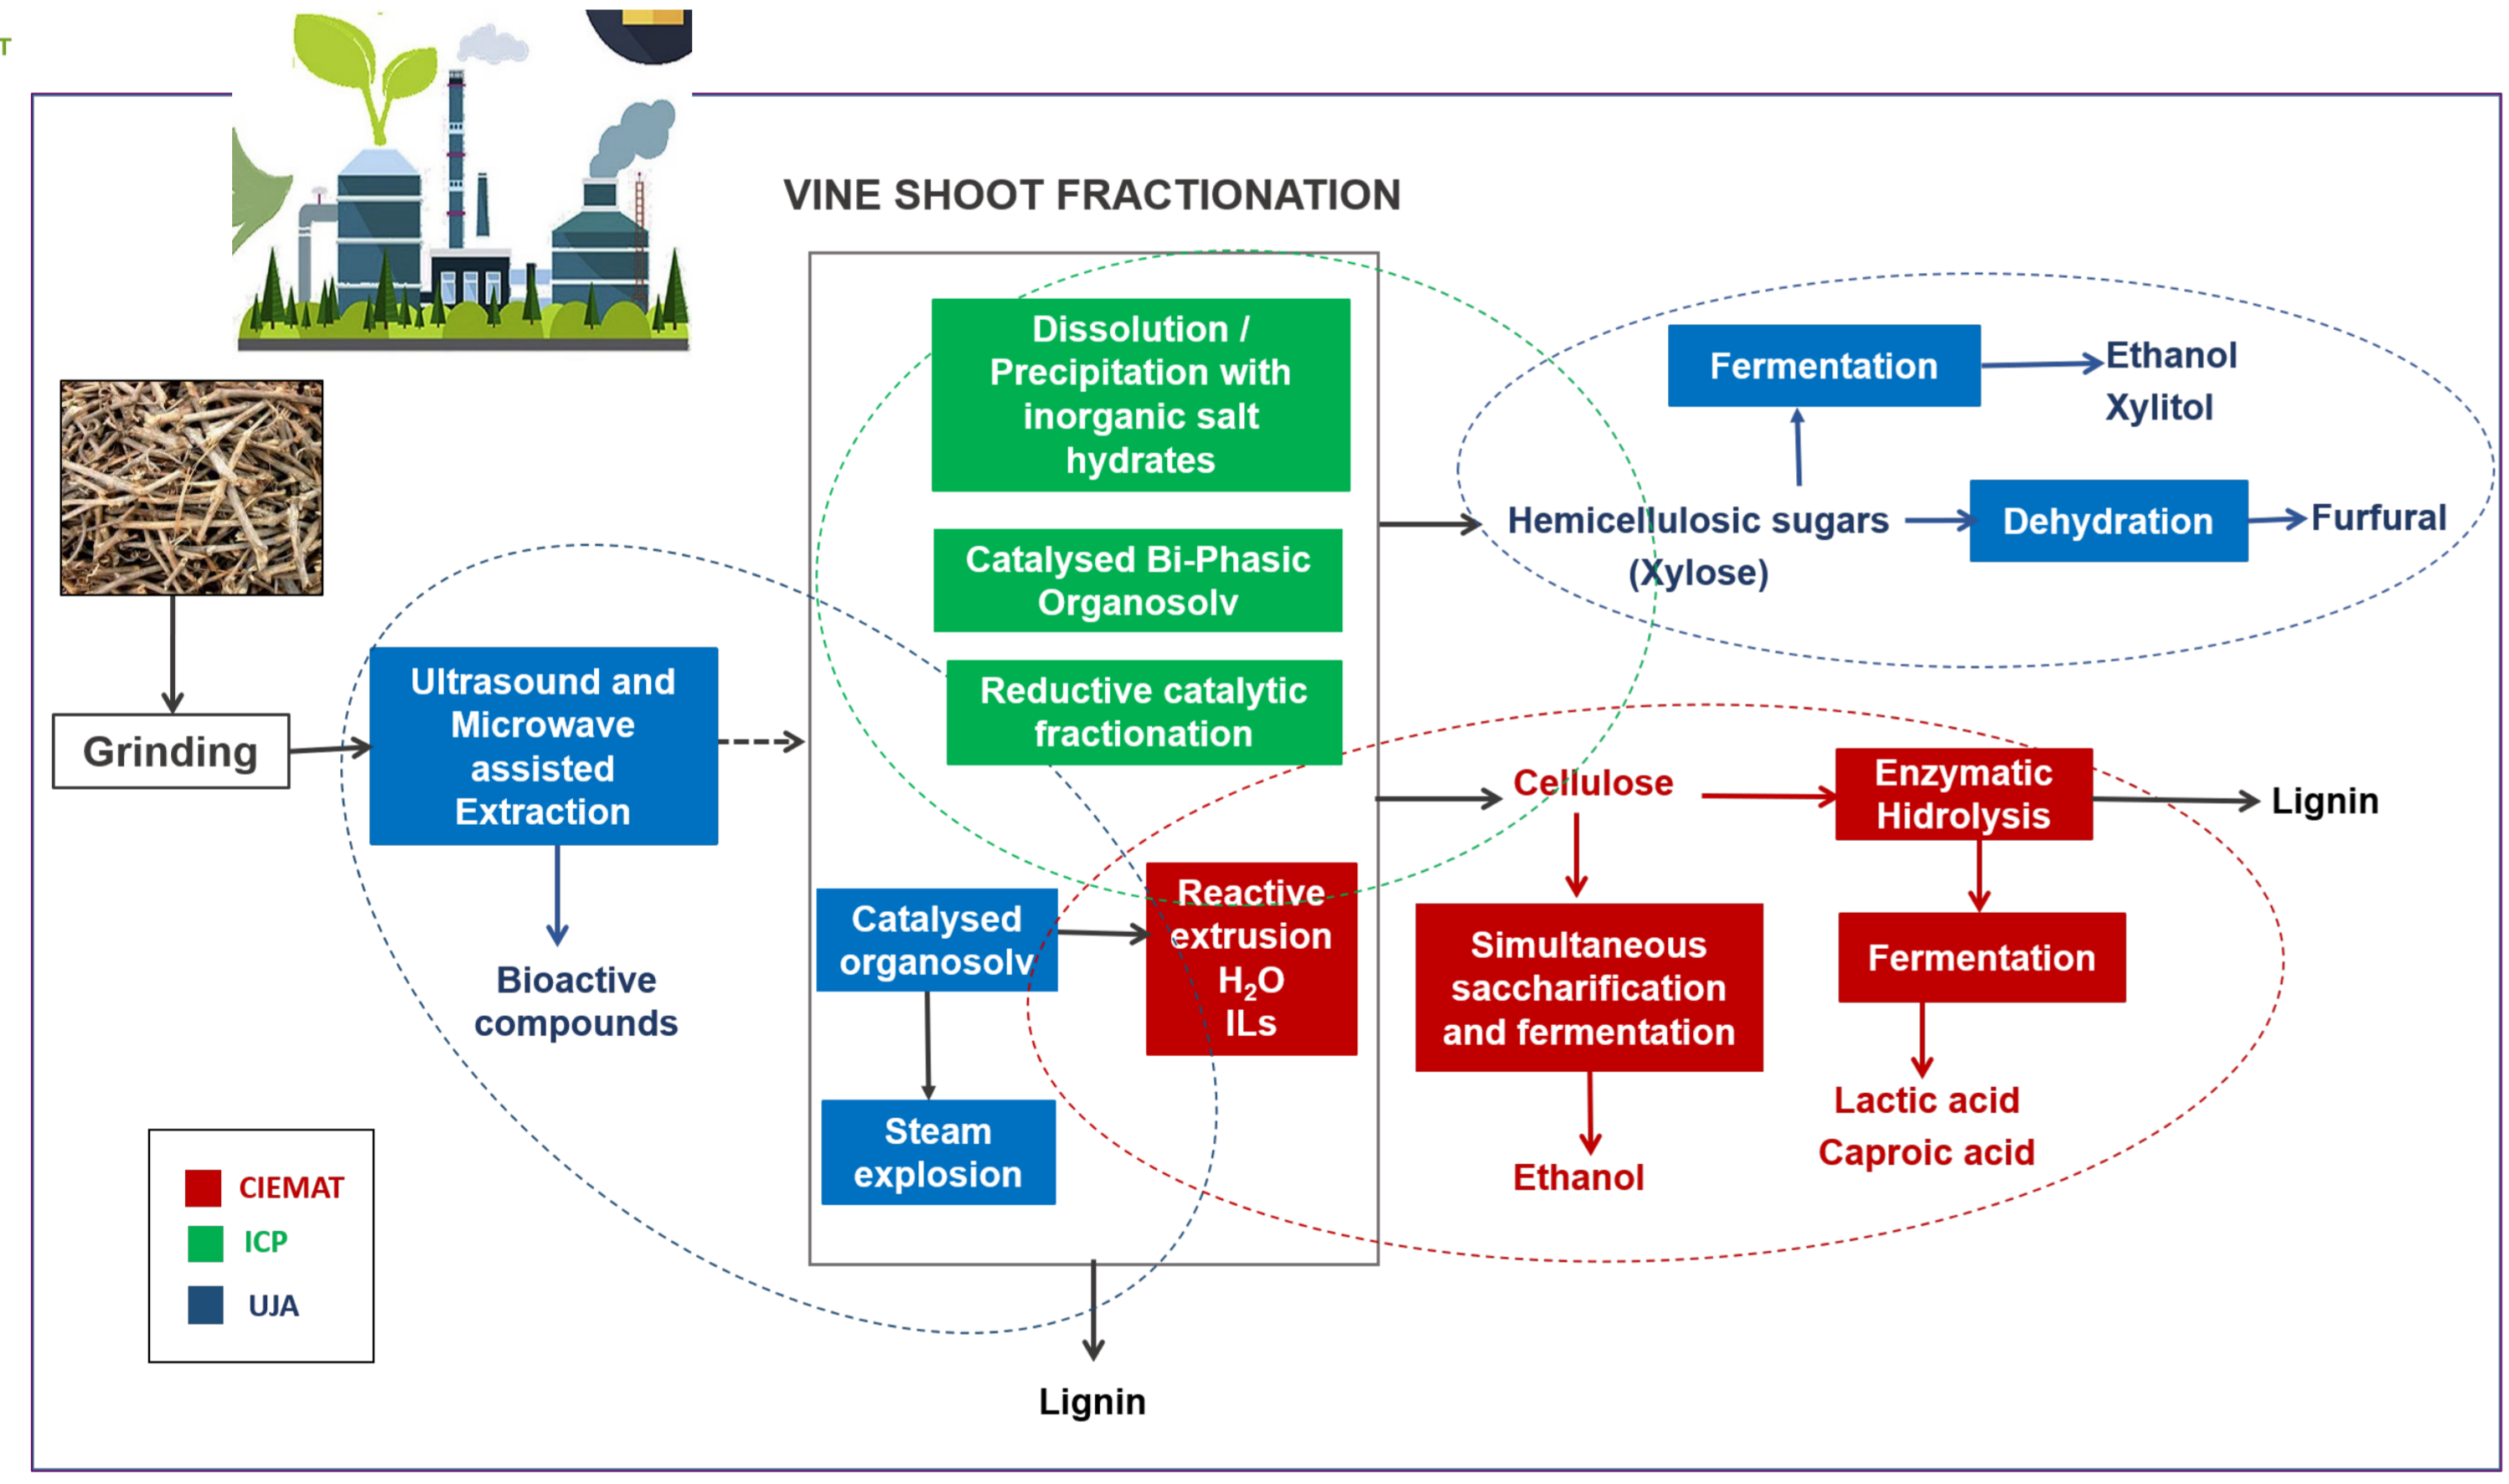 T
VINE SHOOT FRACTIONATION
Dissolution /
Precipitation with
inorganic salt
hydrates
Catalysed Bi-Phasic
Organosolv
Reductive catalytic
fractionation
Fermentation
Ethanol
Xylitol
Hemicellulosic sugars
(Xylose)
Dehydration
Furfural
Grinding
Ultrasound and
Microwave
assisted
Extraction
Bioactive
compounds
Catalysed
organosolv
Reactive
extrusion
H₂O
ILs
Steam
explosion
Cellulose
Enzymatic
Hidrolysis
Lignin
Simultaneous
saccharification
and fermentation
Fermentation
Ethanol
Lactic acid
Caproic acid
CIEMAT
ICP
UJA
Lignin